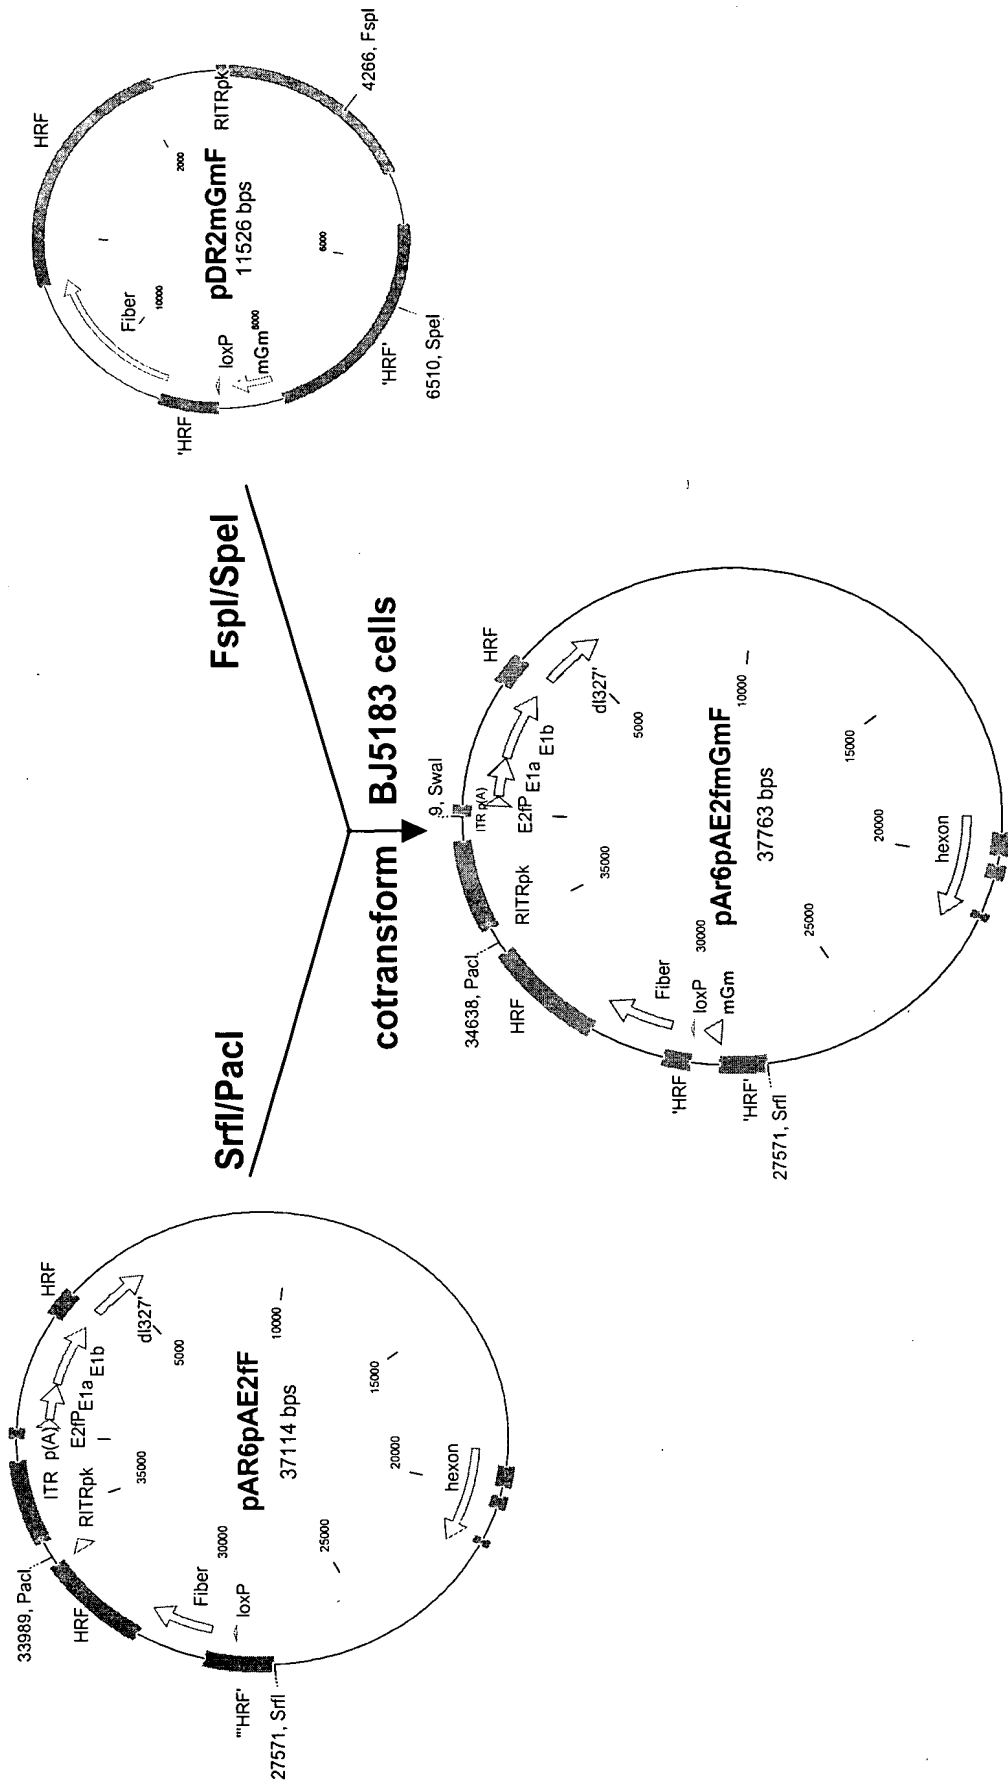 33989, PacI
HRF
ITR
p(A)
E2fP
E1a
E1b
HRF
dl327'
5000
RITRpk
35000
pAR6pAE2fF
37114 bps
10000
15000
20000
25000
30000
hexon
Fiber
loxP
'''HRF'
27571, SrfI
SrfI/PacI
FspI/SpeI
cotransform
BJ5183 cells
HRF
2000
RITRpk
4266, FspI
pDR2mGmF
11526 bps
6000
Fiber
10000
loxP
mGm
8000
'HRF
'HRF'
6510, SpeI
9, SwaI
ITR
p(A)
E2fP
E1a
E1b
HRF
dl327'
5000
RITRpk
35000
34638, PacI
HRF
pAr6pAE2fmGmF
37763 bps
10000
15000
20000
25000
30000
hexon
Fiber
loxP
mGm
'HRF
'HRF'
27571, SrfI